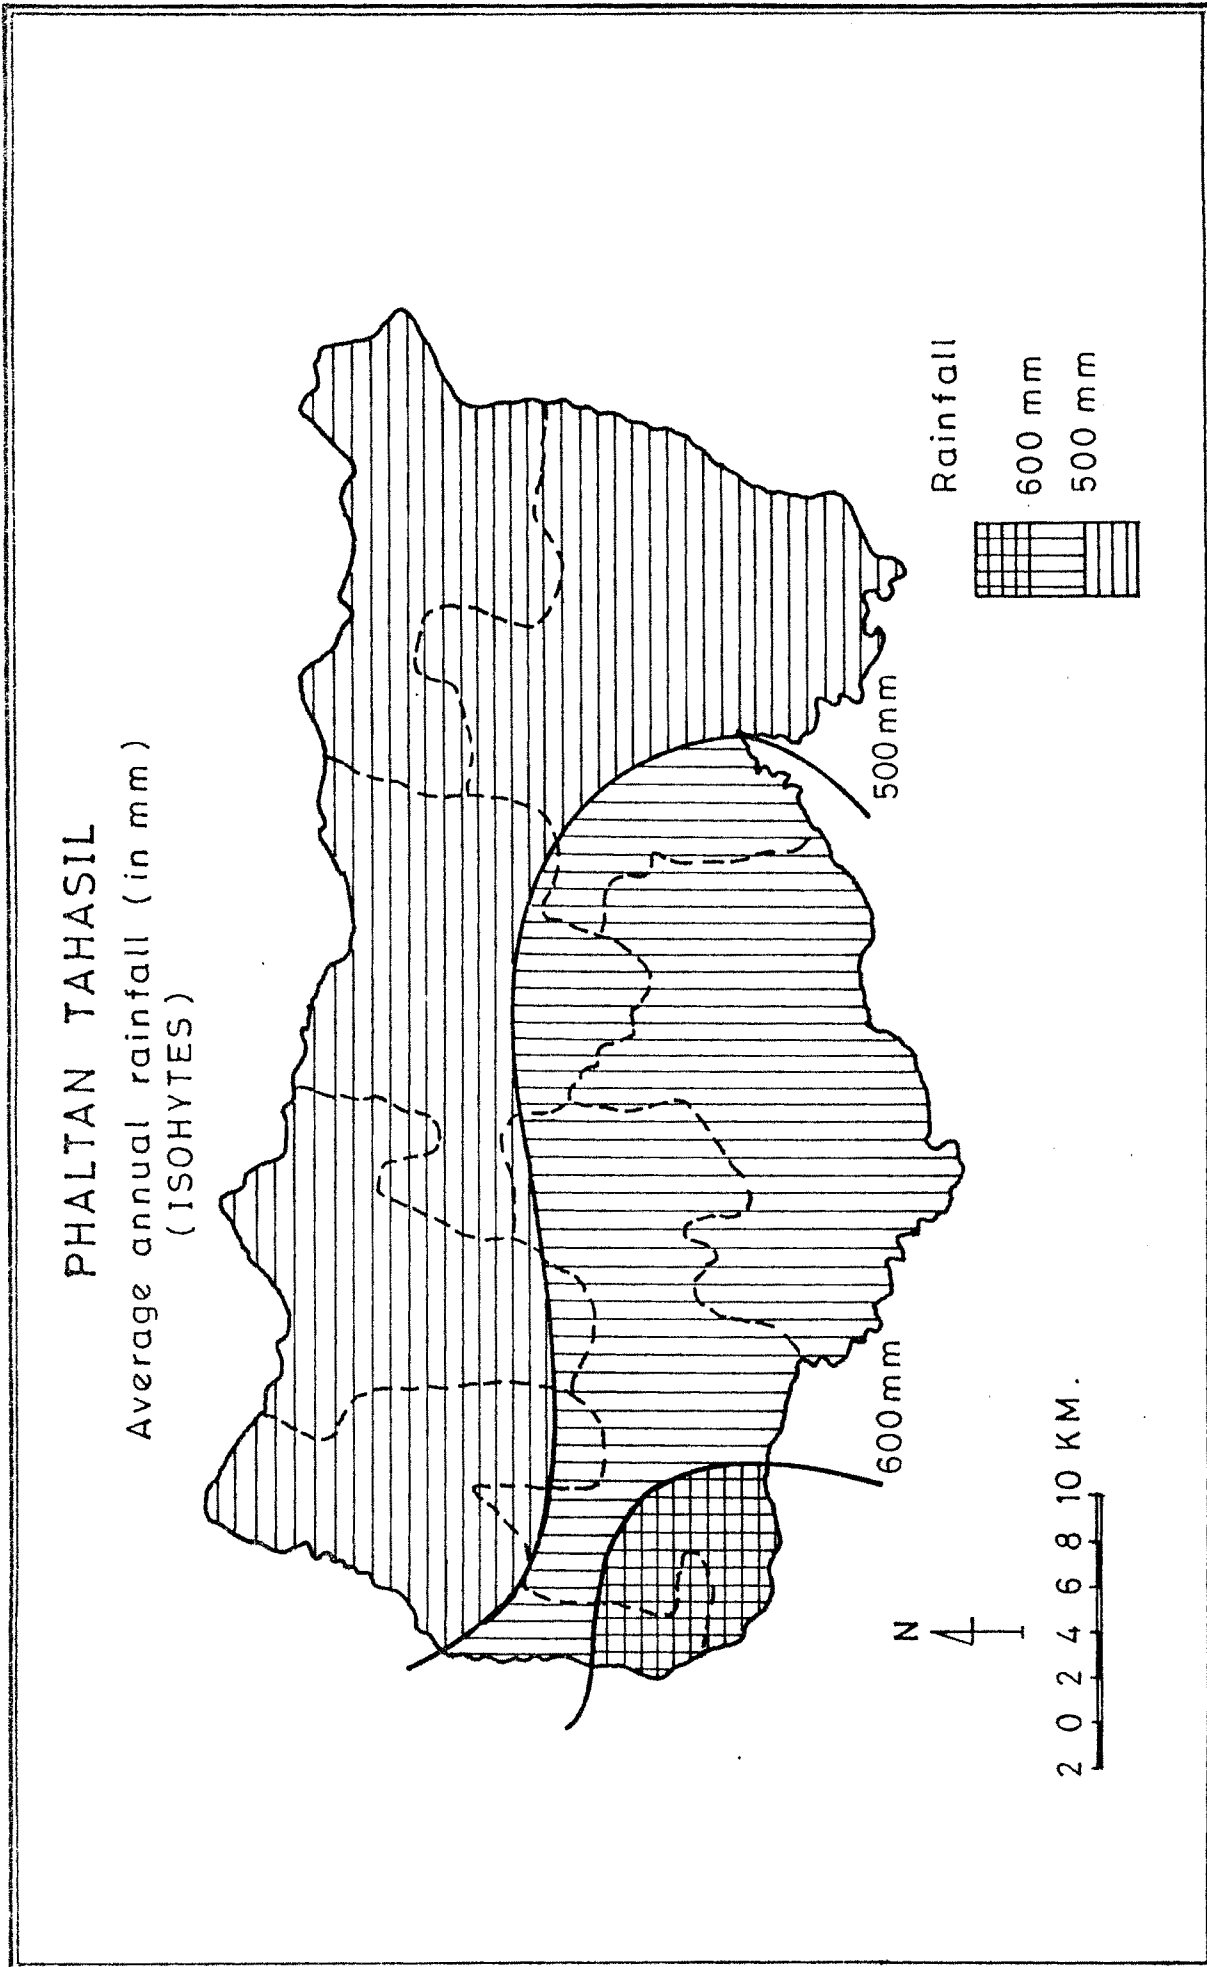 PHALTAN TAHASIL
Average annual rainfall (in mm)
(ISOHYTES)
500mm
600mm
N
2 0 2 4 6 8 10 KM.
Rainfall
600 mm
500 mm